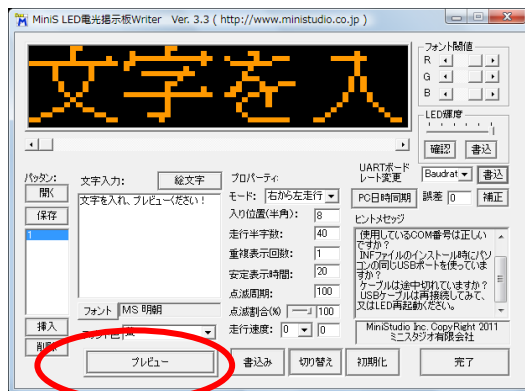 MiniS LED電光掲示板Writer Ver. 3.3 ( http://www.ministudio.co.jp )
文字を入
フォント閾値
R
G
B
LED輝度
確認
書込
パッタン:
開く
保存
1
挿入
文字入力:
絵文字
文字を入れ、プレビューください！
フォント
MS 明朝
プロパーティ:
モード:
右から左走行
入り位置(半角):
8
走行半字数:
40
重複表示回数:
1
安定表示時間:
20
点滅周期:
100
点滅割合(%)
100
走行速度:
0
0
UARTボード
レート変更
Baudrat
書込
PC日時同期
誤差
0
補正
ヒントメセッジ
使用しているCOM番号は正しい
ですか？
INFファイルのインストール時にパソ
コンの同じUSBポートを使っていま
すか？
ケーブルは途中切れていますか？
USBケーブルは再接続してみて、
又はLED再起動ください。
MiniStudio Inc. CopyRight 2011
ミニスタジオ有限会社
プレビュー
書込み
切り替え
初期化
完了